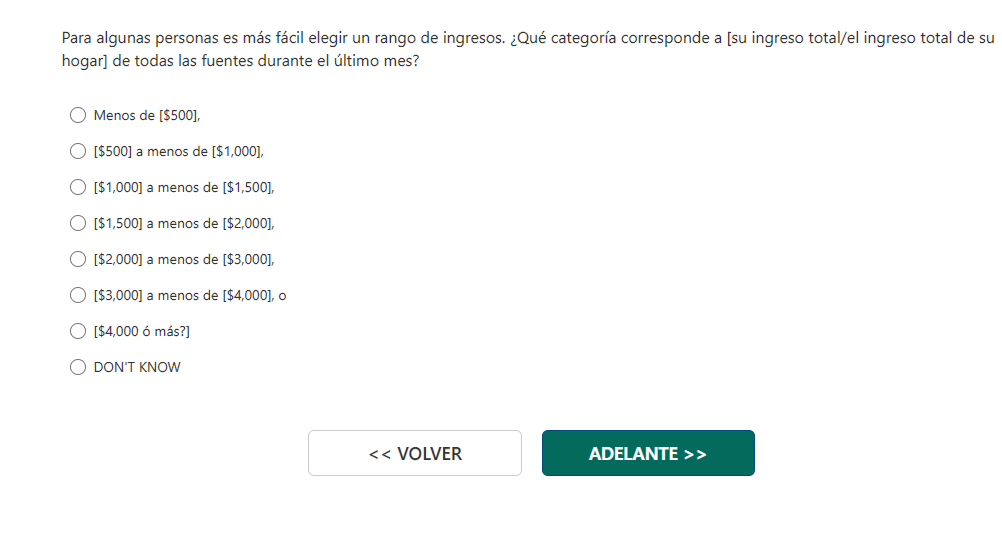 Para algunas personas es más fácil elegir un rango de ingresos. ¿Qué categoría corresponde a [su ingreso total/el ingreso total de su
hogar] de todas las fuentes durante el último mes?
Menos de [$500],
[$500] a menos de [$1,000],
[$1,000] a menos de [$1,500],
[$1,500] a menos de [$2,000],
[$2,000] a menos de [$3,000],
[$3,000] a menos de [$4,000], o
[$4,000 ó más?]
DON'T KNOW
<< VOLVER
ADELANTE >>